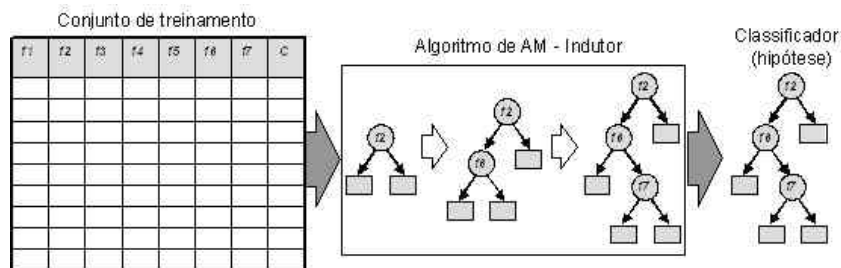 Conjunto de treinamento
f1 f2 f3 f4 f5 f6 f7 C
Algoritmo de AM - Indutor
f2
f2
f6
f2
f6
f7
Classificador
(hipótese)
f2
f6
f7